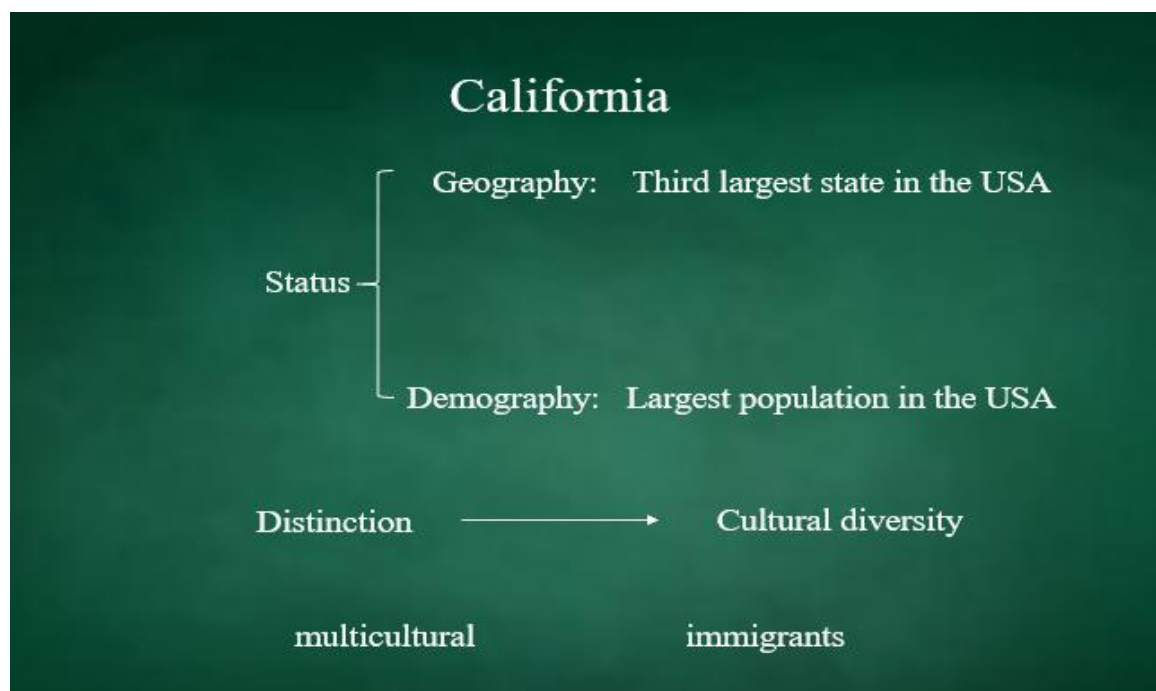 California
Geography: Third largest state in the USA
Status
Demography: Largest population in the USA
Distinction Cultural diversity
multicultural immigrants